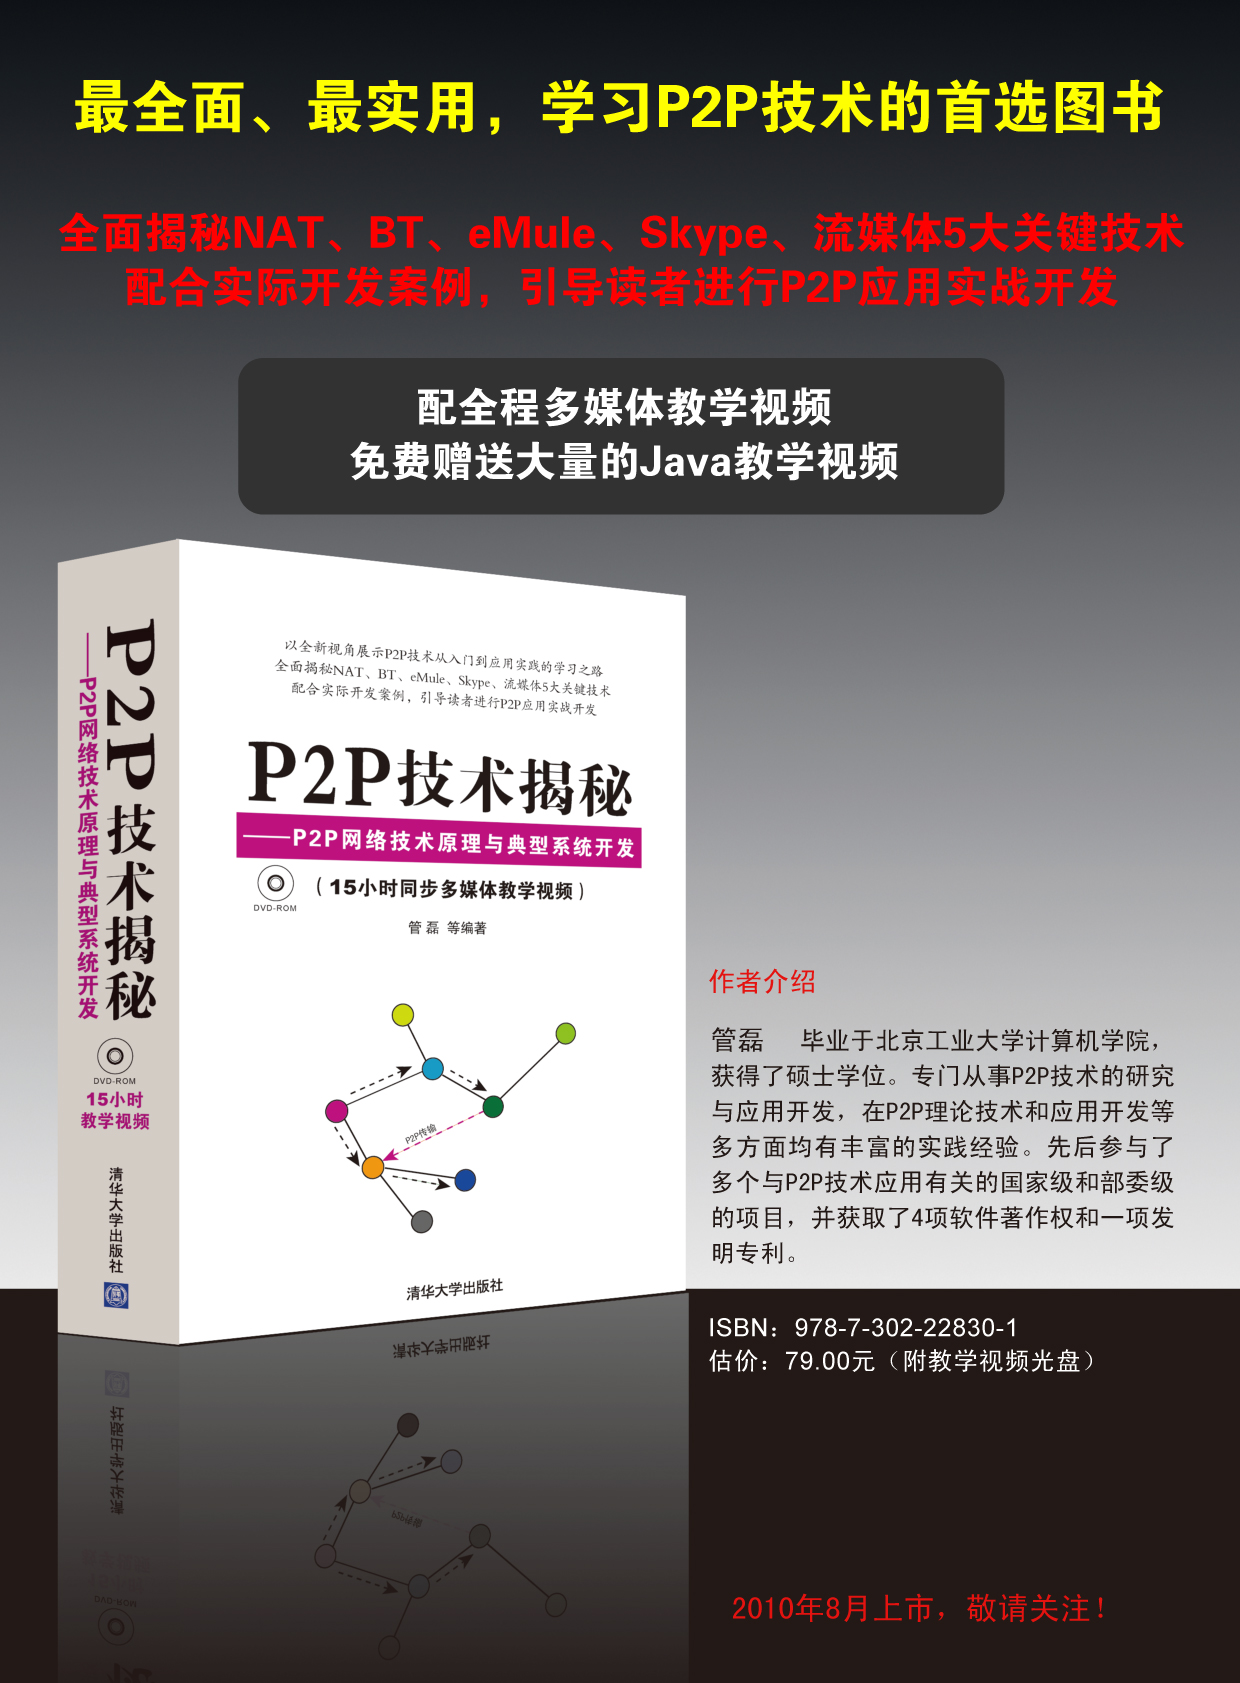 最全面、最实用，学习P2P技术的首选图书
全面揭秘NAT、BT、eMule、Skype、流媒体5大关键技术
配合实际开发案例，引导读者进行P2P应用实战开发
配全程多媒体教学视频
免费赠送大量的Java教学视频
P2P技术揭秘
——P2P网络技术原理与典型系统开发
DVD-ROM
15小时
教学视频
清华大学出版社
以全新视角展示P2P技术从入门到应用实践的学习之路
全面揭秘NAT、BT、eMule、Skype、流媒体5大关键技术
配合实际开发案例，引导读者进行P2P应用实战开发
P2P技术揭秘
——P2P网络技术原理与典型系统开发
DVD-ROM
（15小时同步多媒体教学视频）
管 磊 等编著
P2P传输
清华大学出版社
作者介绍
管磊 毕业于北京工业大学计算机学院，
获得了硕士学位。专门从事P2P技术的研究
与应用开发，在P2P理论技术和应用开发等
多方面均有丰富的实践经验。先后参与了
多个与P2P技术应用有关的国家级和部委级
的项目，并获取了4项软件著作权和一项发
明专利。
ISBN：978-7-302-22830-1
估价：79.00元（附教学视频光盘）
2010年8月上市，敬请关注！